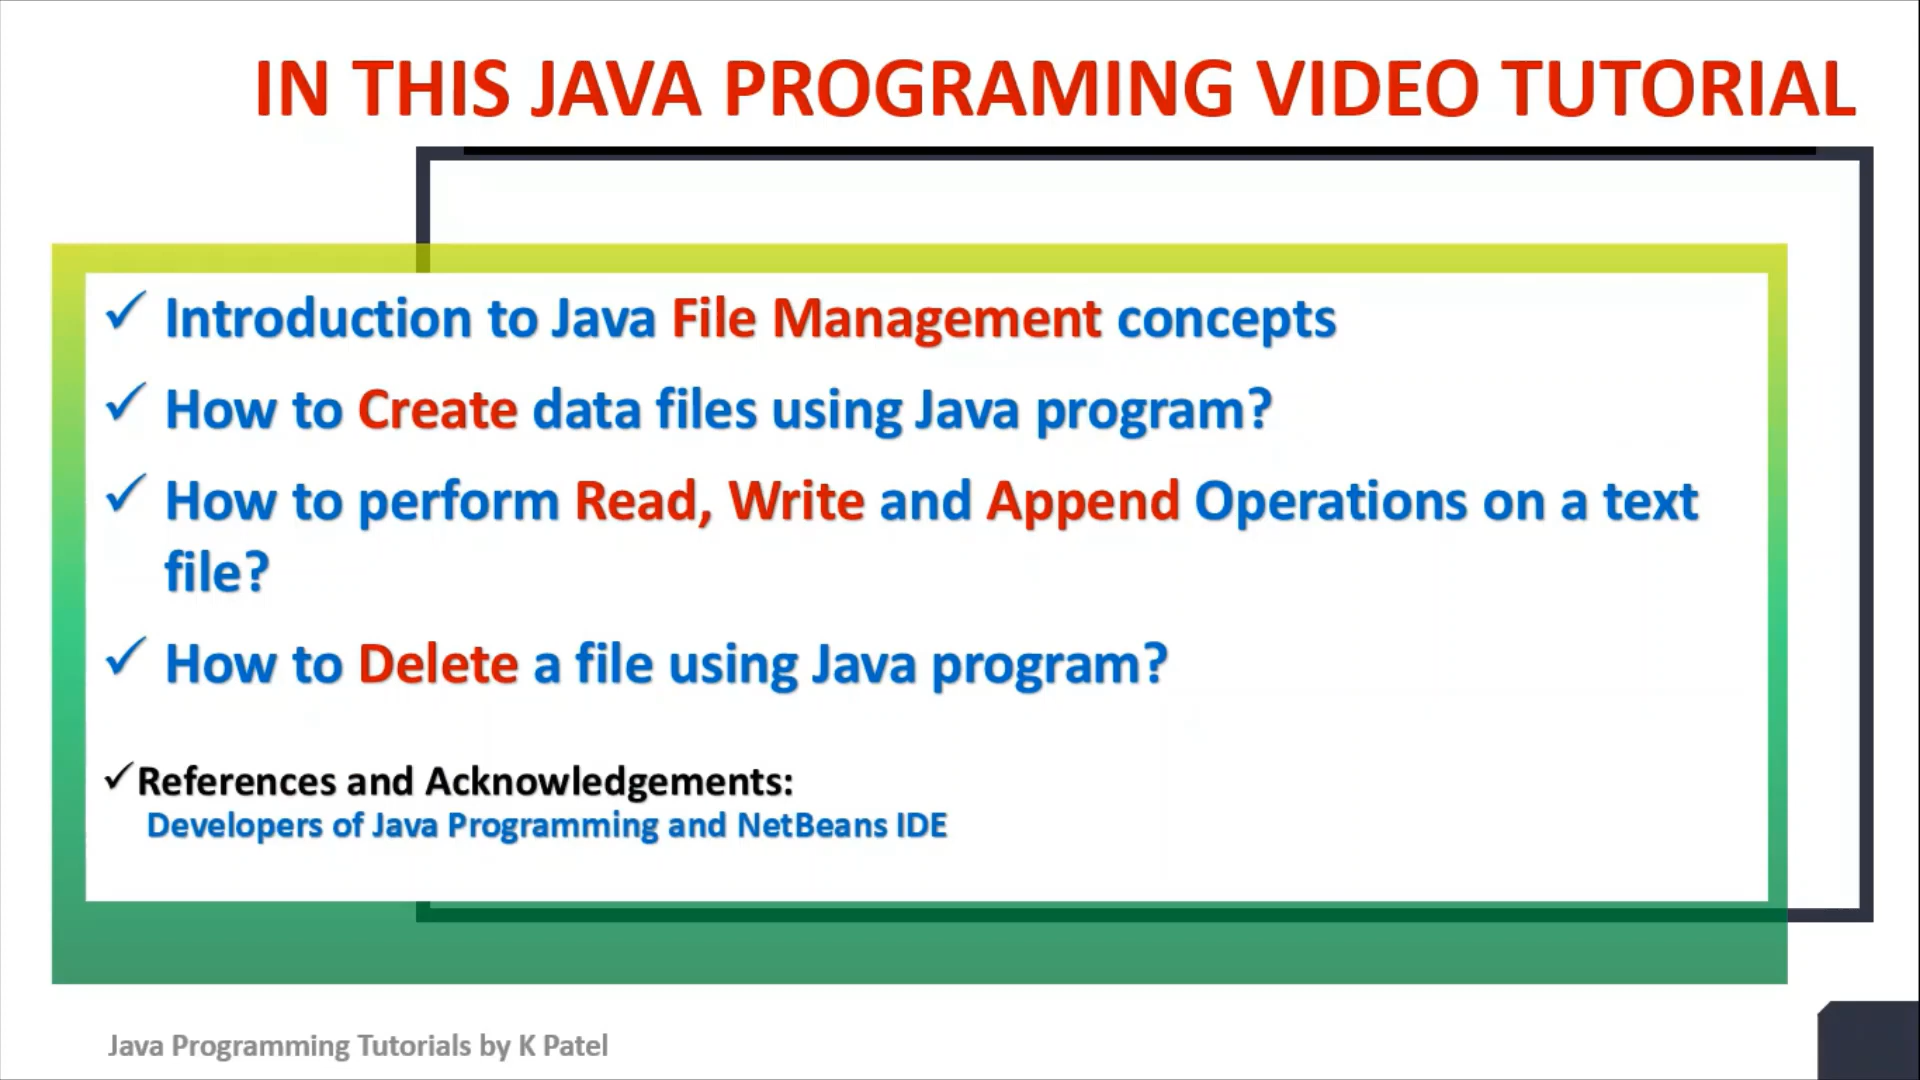 IN THIS JAVA PROGRAMING VIDEO TUTORIAL
✓ Introduction to Java File Management concepts
✓ How to Create data files using Java program?
✓ How to perform Read, Write and Append Operations on a text
file?
✓ How to Delete a file using Java program?
✓References and Acknowledgements:
Developers of Java Programming and NetBeans IDE
Java Programming Tutorials by K Patel